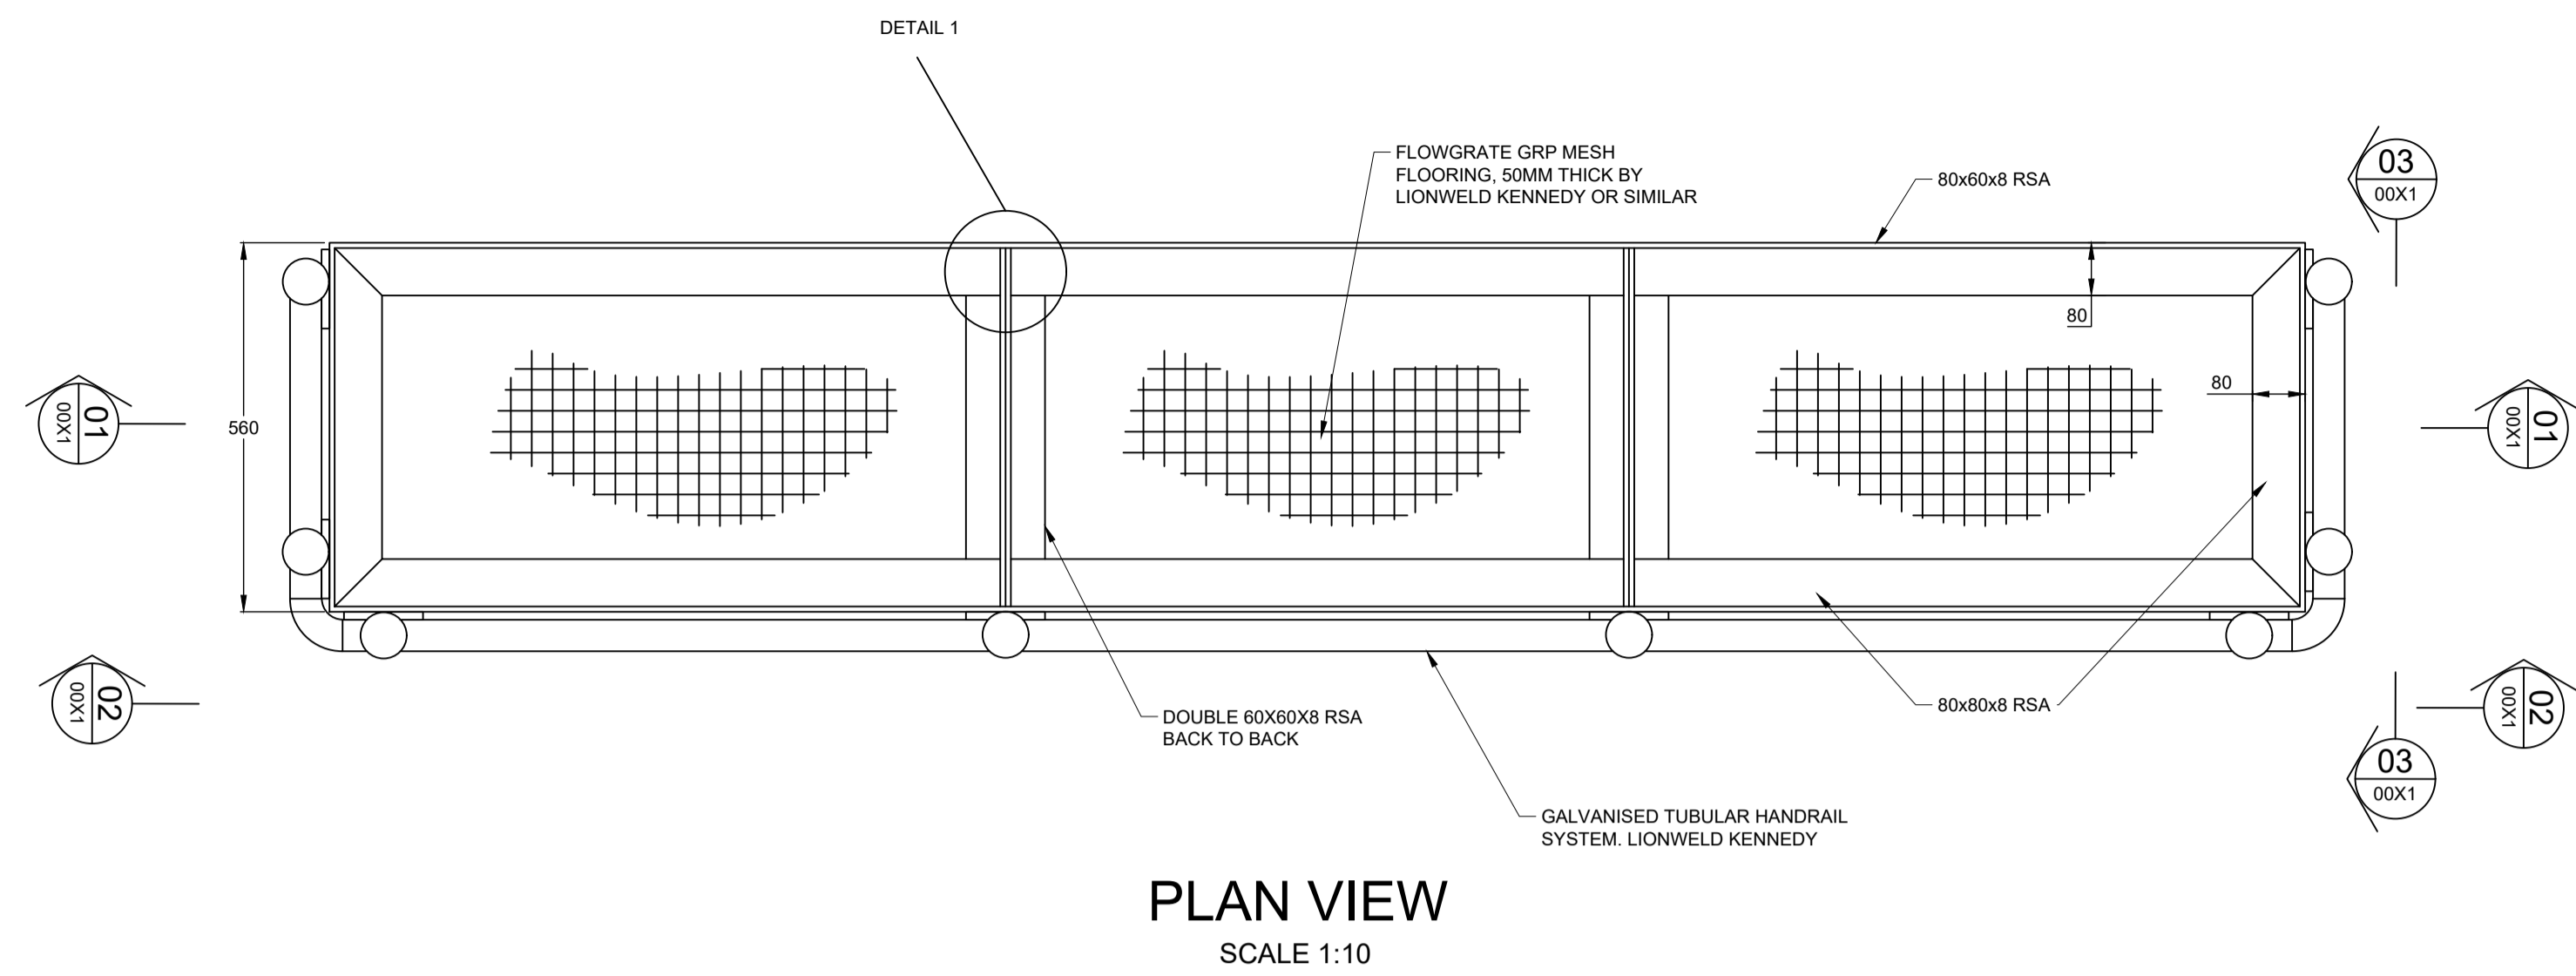 DETAIL 1
FLOWGRATE GRP MESH
FLOORING, 50MM THICK BY
LIONWELD KENNEDY OR SIMILAR
80x60x8 RSA
03
00X1
80
80
560
01
00X1
01
00X1
02
00X1
02
00X1
DOUBLE 60X60X8 RSA
BACK TO BACK
80x80x8 RSA
03
00X1
GALVANISED TUBULAR HANDRAIL
SYSTEM. LIONWELD KENNEDY
PLAN VIEW
SCALE 1:10